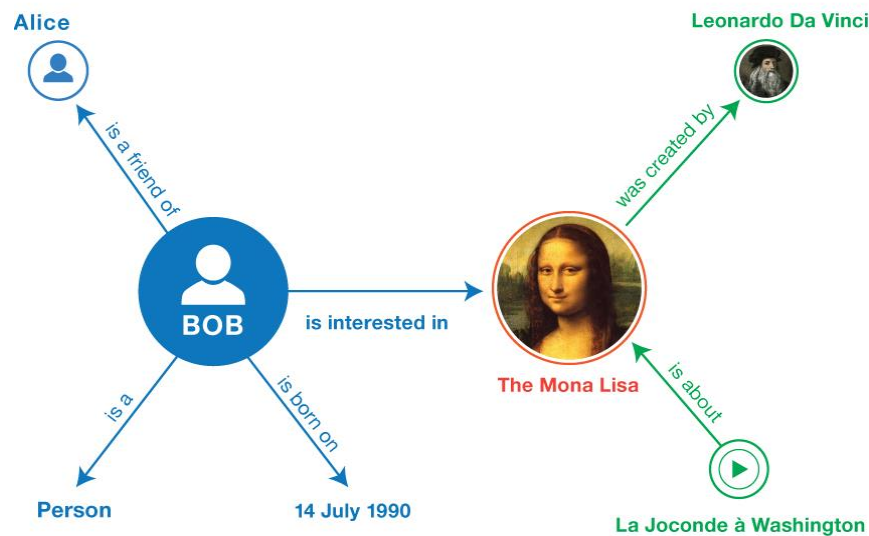 Alice
Leonardo Da Vinci
is a friend of
was created by
BOB
is interested in
The Mona Lisa
is a
is born on
is about
Person
14 July 1990
La Joconde à Washington